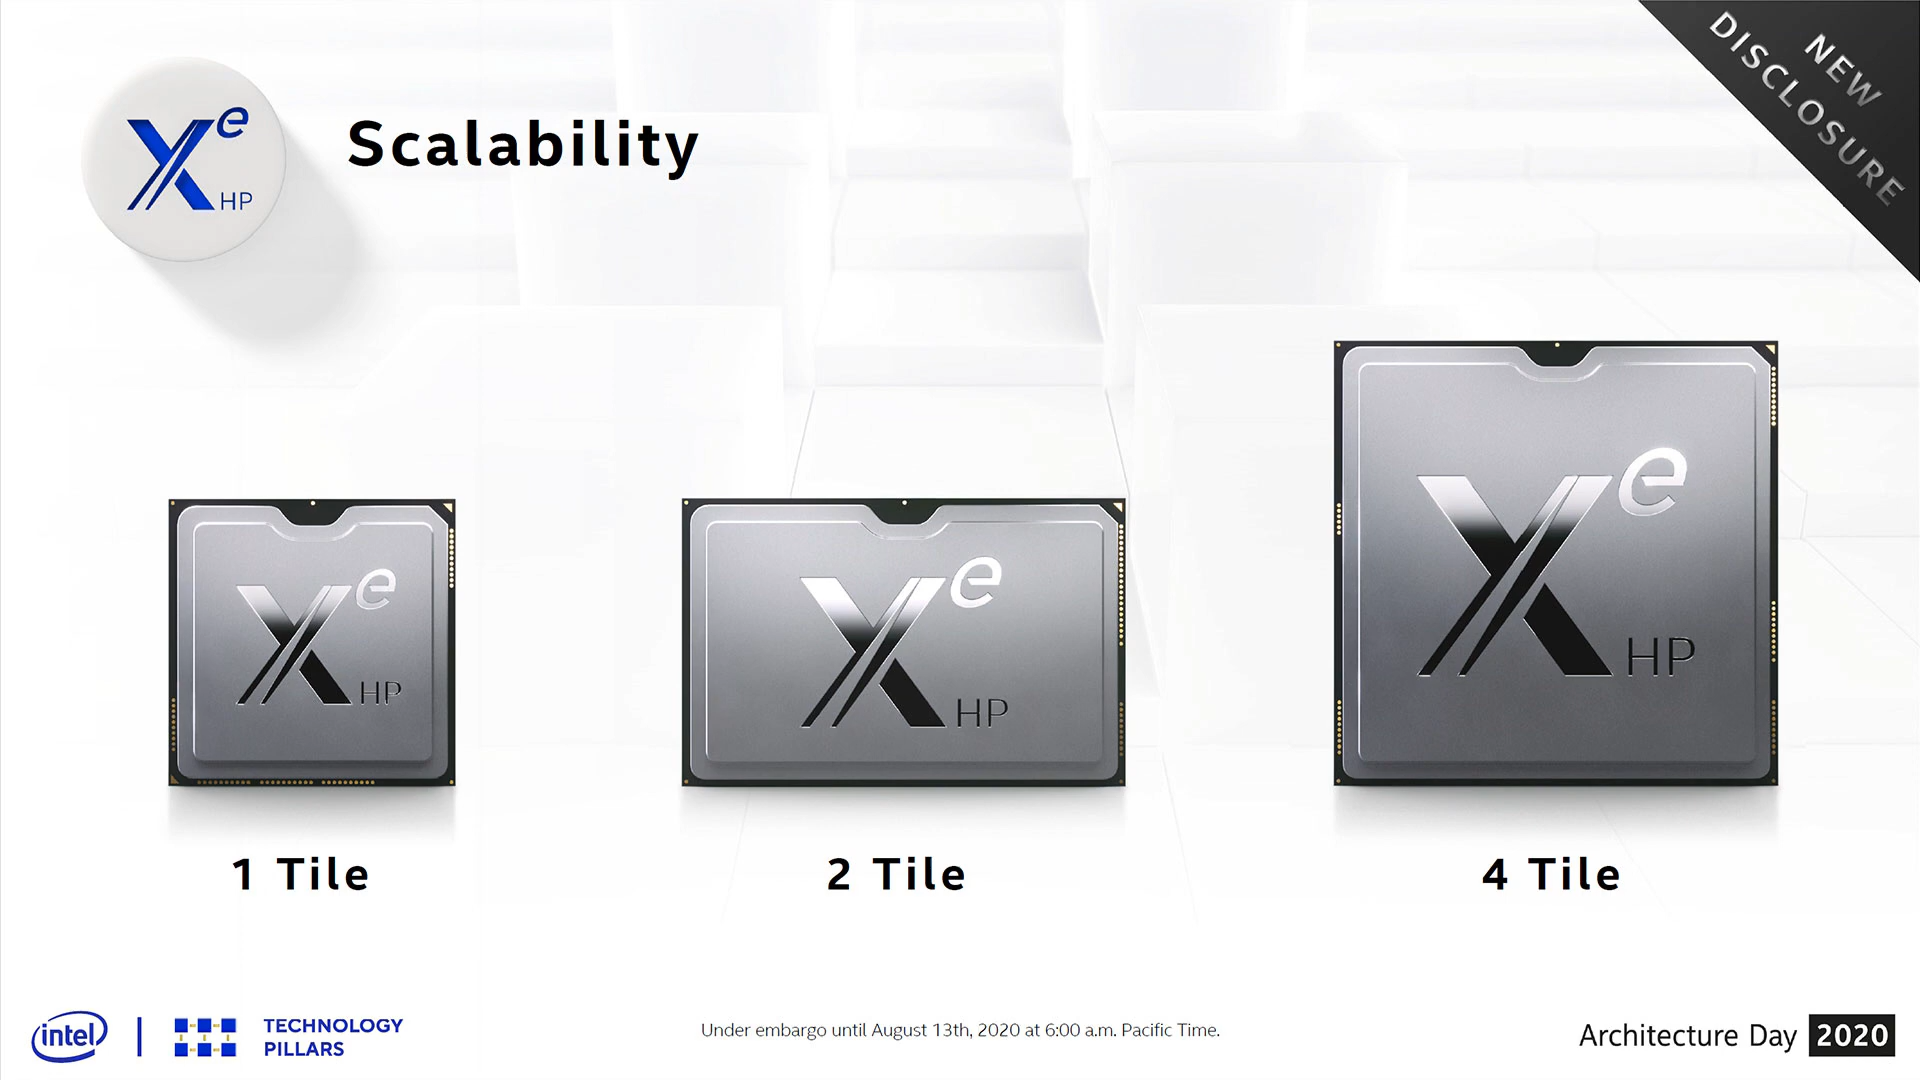 Xe HP
Scalability
NEW
DISCLOSURE
Xe HP
Xe HP
Xe HP
1 Tile
2 Tile
4 Tile
intel
TECHNOLOGY
PILLARS
Under embargo until August 13th, 2020 at 6:00 a.m. Pacific Time.
Architecture Day 2020